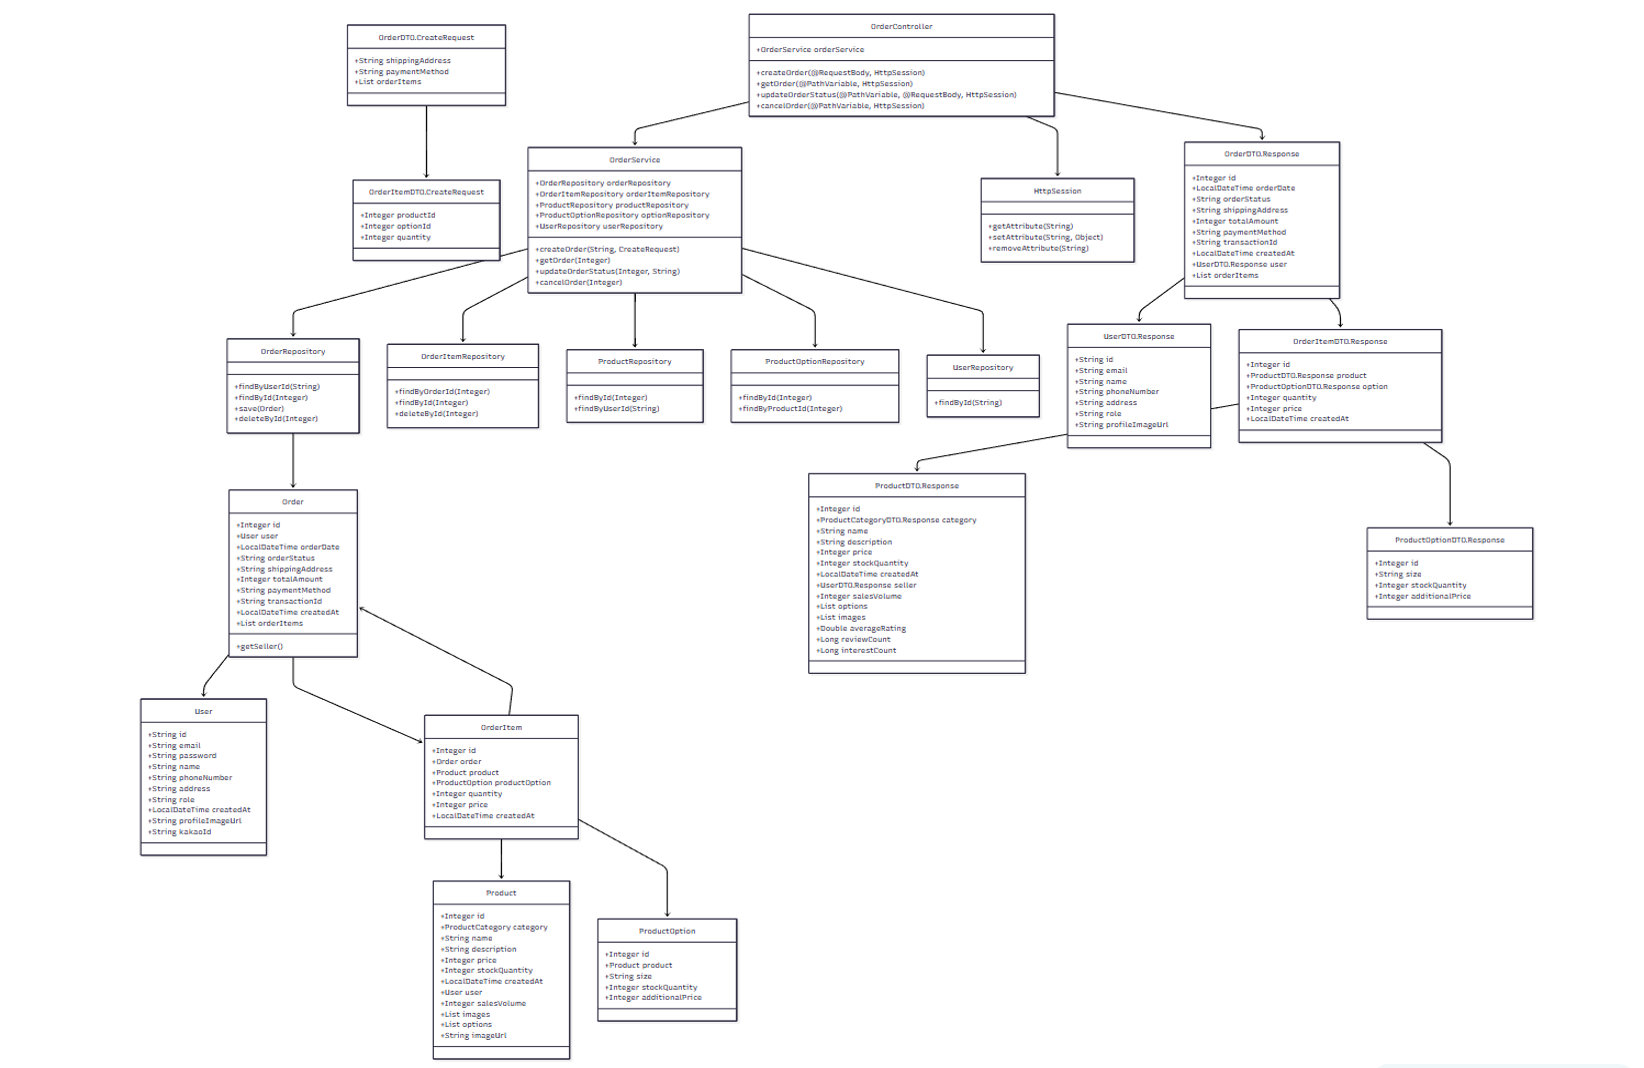 OrderDTO.CreateRequest
+String shippingAddress
+String paymentMethod
+List orderItems
OrderController
+OrderService orderService
+createOrder(@RequestBody, HttpSession)
+getOrder(@PathVariable, HttpSession)
+updateOrderStatus(@PathVariable, @RequestBody, HttpSession)
+cancelOrder(@PathVariable, HttpSession)
OrderItemDTO.CreateRequest
+Integer productId
+Integer optionId
+Integer quantity
OrderService
+OrderRepository orderRepository
+OrderItemRepository orderItemRepository
+ProductRepository productRepository
+ProductOptionRepository optionRepository
+UserRepository userRepository
+createOrder(String, CreateRequest)
+getOrder(Integer)
+updateOrderStatus(Integer, String)
+cancelOrder(Integer)
HttpSession
+getAttribute(String)
+setAttribute(String, Object)
+removeAttribute(String)
OrderDTO.Response
+Integer id
+LocalDateTime orderDate
+String orderStatus
+String shippingAddress
+Integer totalAmount
+String paymentMethod
+String transactionId
+LocalDateTime createdAt
+UserDTO.Response user
+List orderItems
OrderRepository
+findByUserId(String)
+findById(Integer)
+save(Order)
+deleteById(Integer)
OrderItemRepository
+findByOrderId(Integer)
+findById(Integer)
+deleteById(Integer)
ProductRepository
+findById(Integer)
+findByUserId(String)
ProductOptionRepository
+findById(Integer)
+findByProductId(Integer)
UserRepository
+findById(String)
UserDTO.Response
+String id
+String email
+String name
+String phoneNumber
+String address
+String role
+String profileImageUrl
OrderItemDTO.Response
+Integer id
+ProductDTO.Response product
+ProductOptionDTO.Response option
+Integer quantity
+Integer price
+LocalDateTime createdAt
Order
+Integer id
+User user
+LocalDateTime orderDate
+String orderStatus
+String shippingAddress
+Integer totalAmount
+String paymentMethod
+String transactionId
+LocalDateTime createdAt
+List orderItems
+getSeller()
ProductDTO.Response
+Integer id
+ProductCategoryDTO.Response category
+String name
+String description
+Integer price
+Integer stockQuantity
+LocalDateTime createdAt
+UserDTO.Response seller
+Integer salesVolume
+List options
+List images
+Double averageRating
+Long reviewCount
+Long interestCount
ProductOptionDTO.Response
+Integer id
+String size
+Integer stockQuantity
+Integer additionalPrice
User
+String id
+String email
+String password
+String name
+String phoneNumber
+String address
+String role
+LocalDateTime createdAt
+String profileImageUrl
+String kakaoId
OrderItem
+Integer id
+Order order
+Product product
+ProductOption productOption
+Integer quantity
+Integer price
+LocalDateTime createdAt
Product
+Integer id
+ProductCategory category
+String name
+String description
+Integer price
+Integer stockQuantity
+LocalDateTime createdAt
+User user
+Integer salesVolume
+List images
+List options
+String imageUrl
ProductOption
+Integer id
+Product product
+String size
+Integer stockQuantity
+Integer additionalPrice